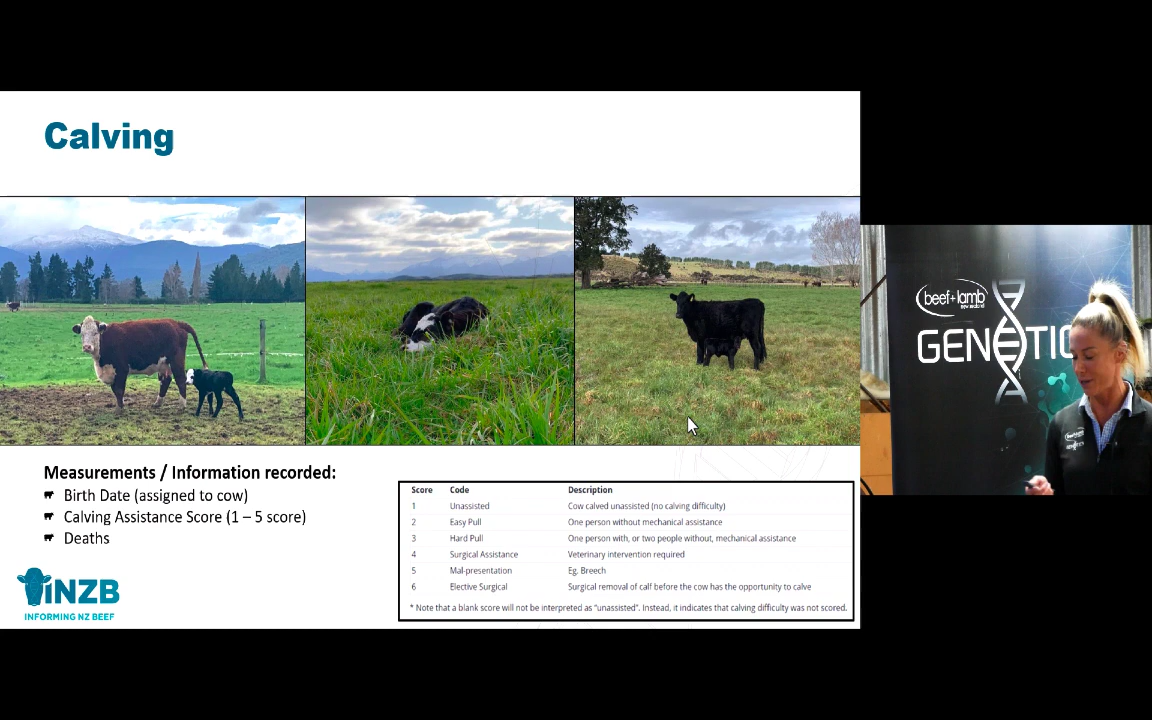 Calving
Measurements / Information recorded:
Birth Date (assigned to cow)
Calving Assistance Score (1 – 5 score)
Deaths
iNZB
INFORMING NZ BEEF
Score Code Description
1 Unassisted Cow calved unassisted (no calving difficulty)
2 Easy Pull One person without mechanical assistance
3 Hard Pull One person with, or two people without, mechanical assistance
4 Surgical Assistance Veterinary intervention required
5 Mal-presentation Eg. Breech
6 Elective Surgical Surgical removal of calf before the cow has the opportunity to calve
* Note that a blank score will not be interpreted as "unassisted". Instead, it indicates that calving difficulty was not scored.
beef+lamb
new zealand
GENETIC